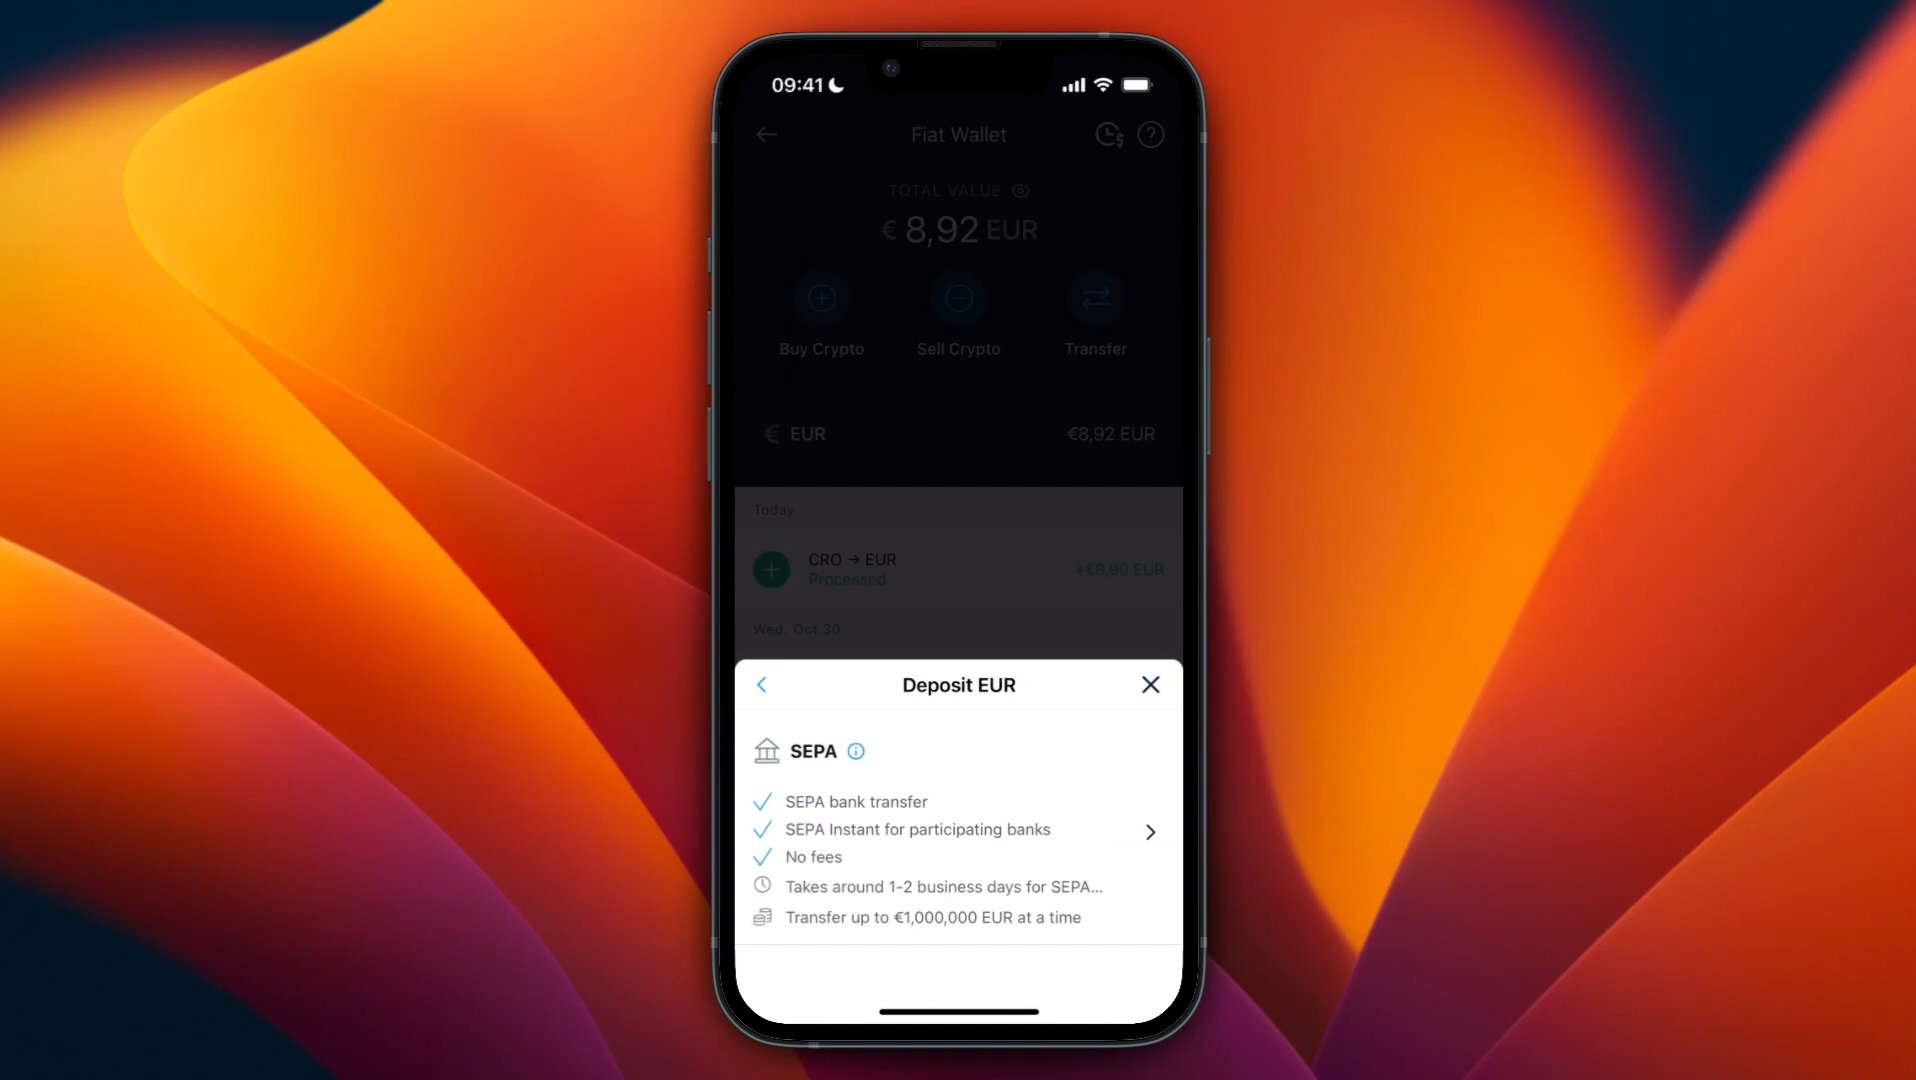 09:41
Fiat Wallet
TOTAL VALUE
€ 8,92 EUR
Buy Crypto
Sell Crypto
Transfer
€ EUR
€8,92 EUR
Today
CRO → EUR
Processed
+€8,90 EUR
Wed, Oct 30
Deposit EUR
SEPA
SEPA bank transfer
SEPA Instant for participating banks
No fees
Takes around 1-2 business days for SEPA...
Transfer up to €1,000,000 EUR at a time